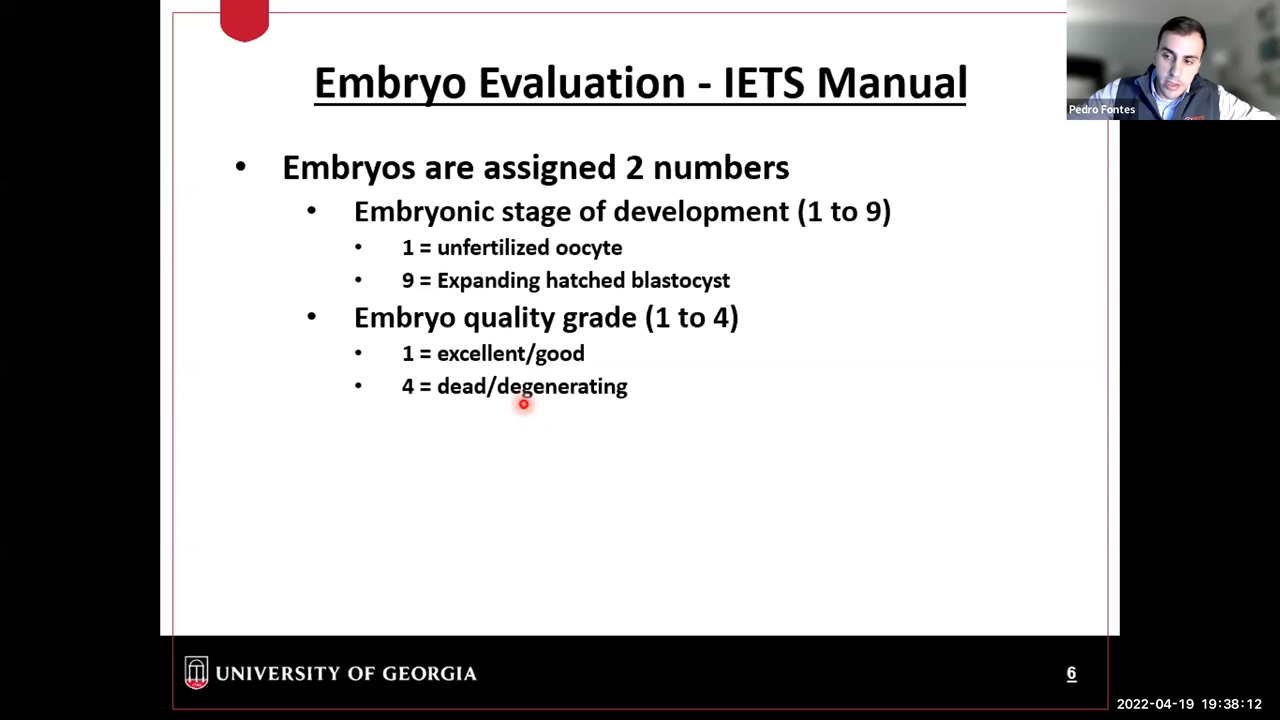 Embryo Evaluation - IETS Manual
Pedro Fontes
• Embryos are assigned 2 numbers
• Embryonic stage of development (1 to 9)
• 1 = unfertilized oocyte
• 9 = Expanding hatched blastocyst
• Embryo quality grade (1 to 4)
• 1 = excellent/good
• 4 = dead/degenerating
UNIVERSITY OF GEORGIA
6
2022-04-19 19:38:12